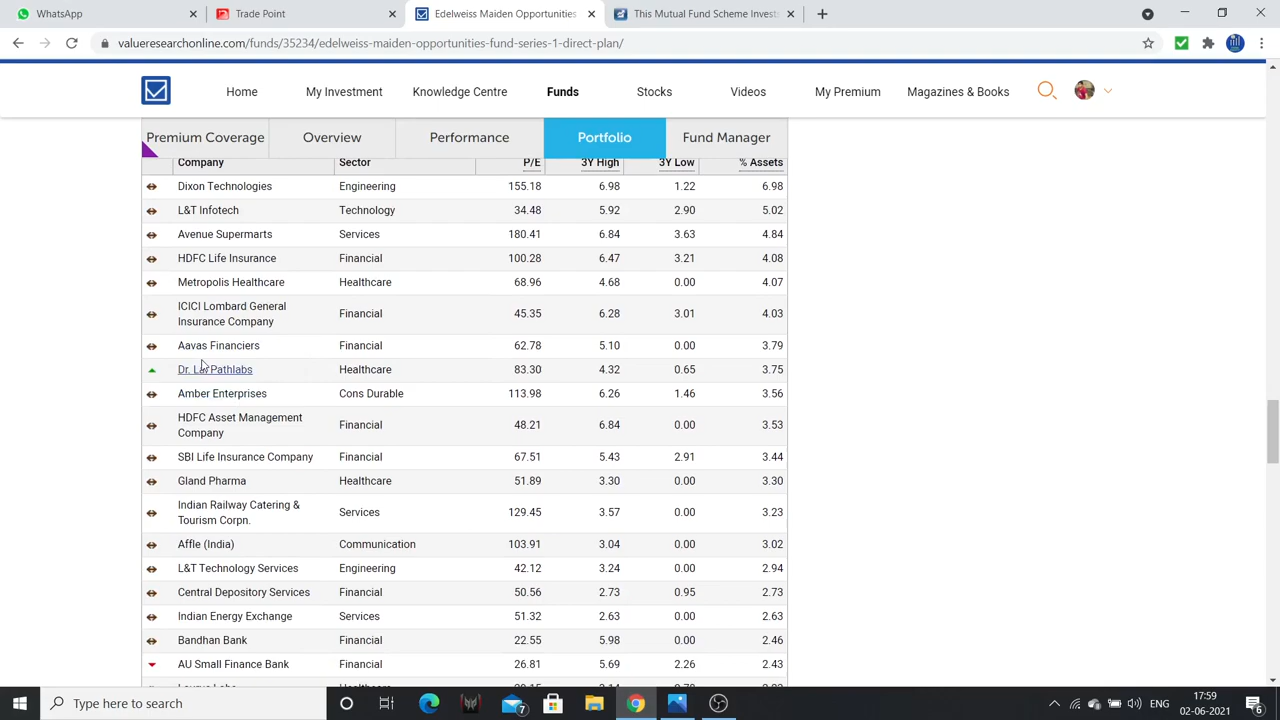 WhatsApp
Trade Point
Edelweiss Maiden Opportunities
This Mutual Fund Scheme Invest
valueresearchonline.com/funds/35234/edelweiss-maiden-opportunities-fund-series-1-direct-plan/
Home My Investment Knowledge Centre Funds Stocks Videos My Premium Magazines & Books
Premium Coverage Overview Performance Portfolio Fund Manager
Company Sector P/E 3Y High 3Y Low % Assets
Dixon Technologies Engineering 155.18 6.98 1.22 6.98
L&T Infotech Technology 34.48 5.92 2.90 5.02
Avenue Supermarts Services 180.41 6.84 3.63 4.84
HDFC Life Insurance Financial 100.28 6.47 3.21 4.08
Metropolis Healthcare Healthcare 68.96 4.68 0.00 4.07
ICICI Lombard General
Insurance Company Financial 45.35 6.28 3.01 4.03
Aavas Financiers Financial 62.78 5.10 0.00 3.79
Dr. Lal Pathlabs Healthcare 83.30 4.32 0.65 3.75
Amber Enterprises Cons Durable 113.98 6.26 1.46 3.56
HDFC Asset Management
Company Financial 48.21 6.84 0.00 3.53
SBI Life Insurance Company Financial 67.51 5.43 2.91 3.44
Gland Pharma Healthcare 51.89 3.30 0.00 3.30
Indian Railway Catering &
Tourism Corpn. Services 129.45 3.57 0.00 3.23
Affle (India) Communication 103.91 3.04 0.00 3.02
L&T Technology Services Engineering 42.12 3.24 0.00 2.94
Central Depository Services Financial 50.56 2.73 0.95 2.73
Indian Energy Exchange Services 51.32 2.63 0.00 2.63
Bandhan Bank Financial 22.55 5.98 0.00 2.46
AU Small Finance Bank Financial 26.81 5.69 2.26 2.43
Type here to search
7
ENG
17:59
02-06-2021
6